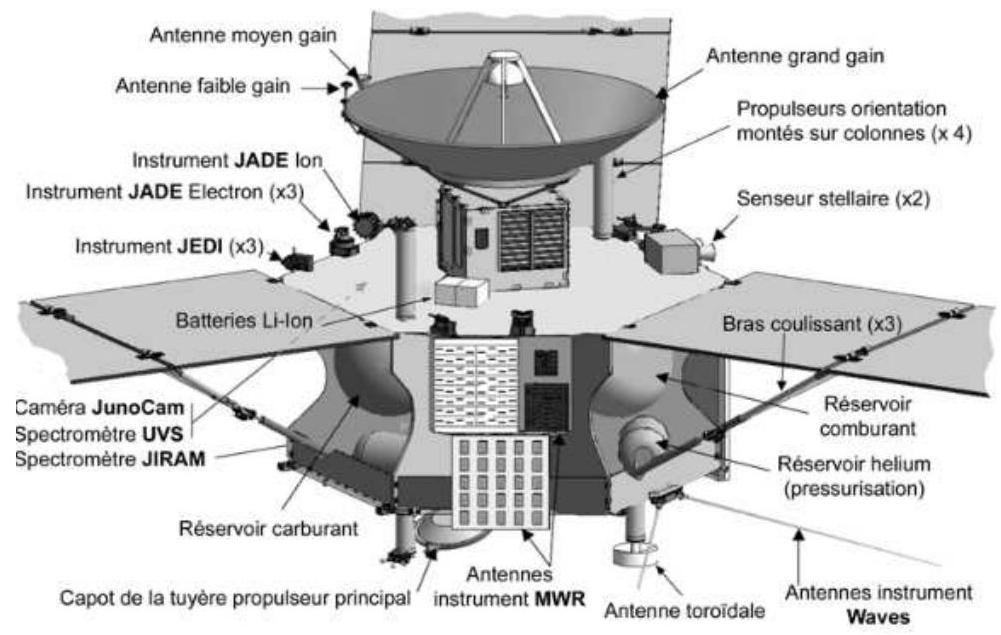 Antenne moyen gain
Antenne faible gain
Antenne grand gain
Propulseurs orientation
montés sur colonnes (x 4)
Instrument JADE Ion
Instrument JADE Electron (x3)
Senseur stellaire (x2)
Instrument JEDI (x3)
Batteries Li-Ion
Bras coulissant (x3)
Caméra JunoCam
Spectromètre UVS
Spectromètre JIRAM
Réservoir
comburant
Réservoir helium
(pressurisation)
Réservoir carburant
Capot de la tuyère propulseur principal
Antennes
instrument MWR
Antenne toroïdale
Antennes instrument
Waves